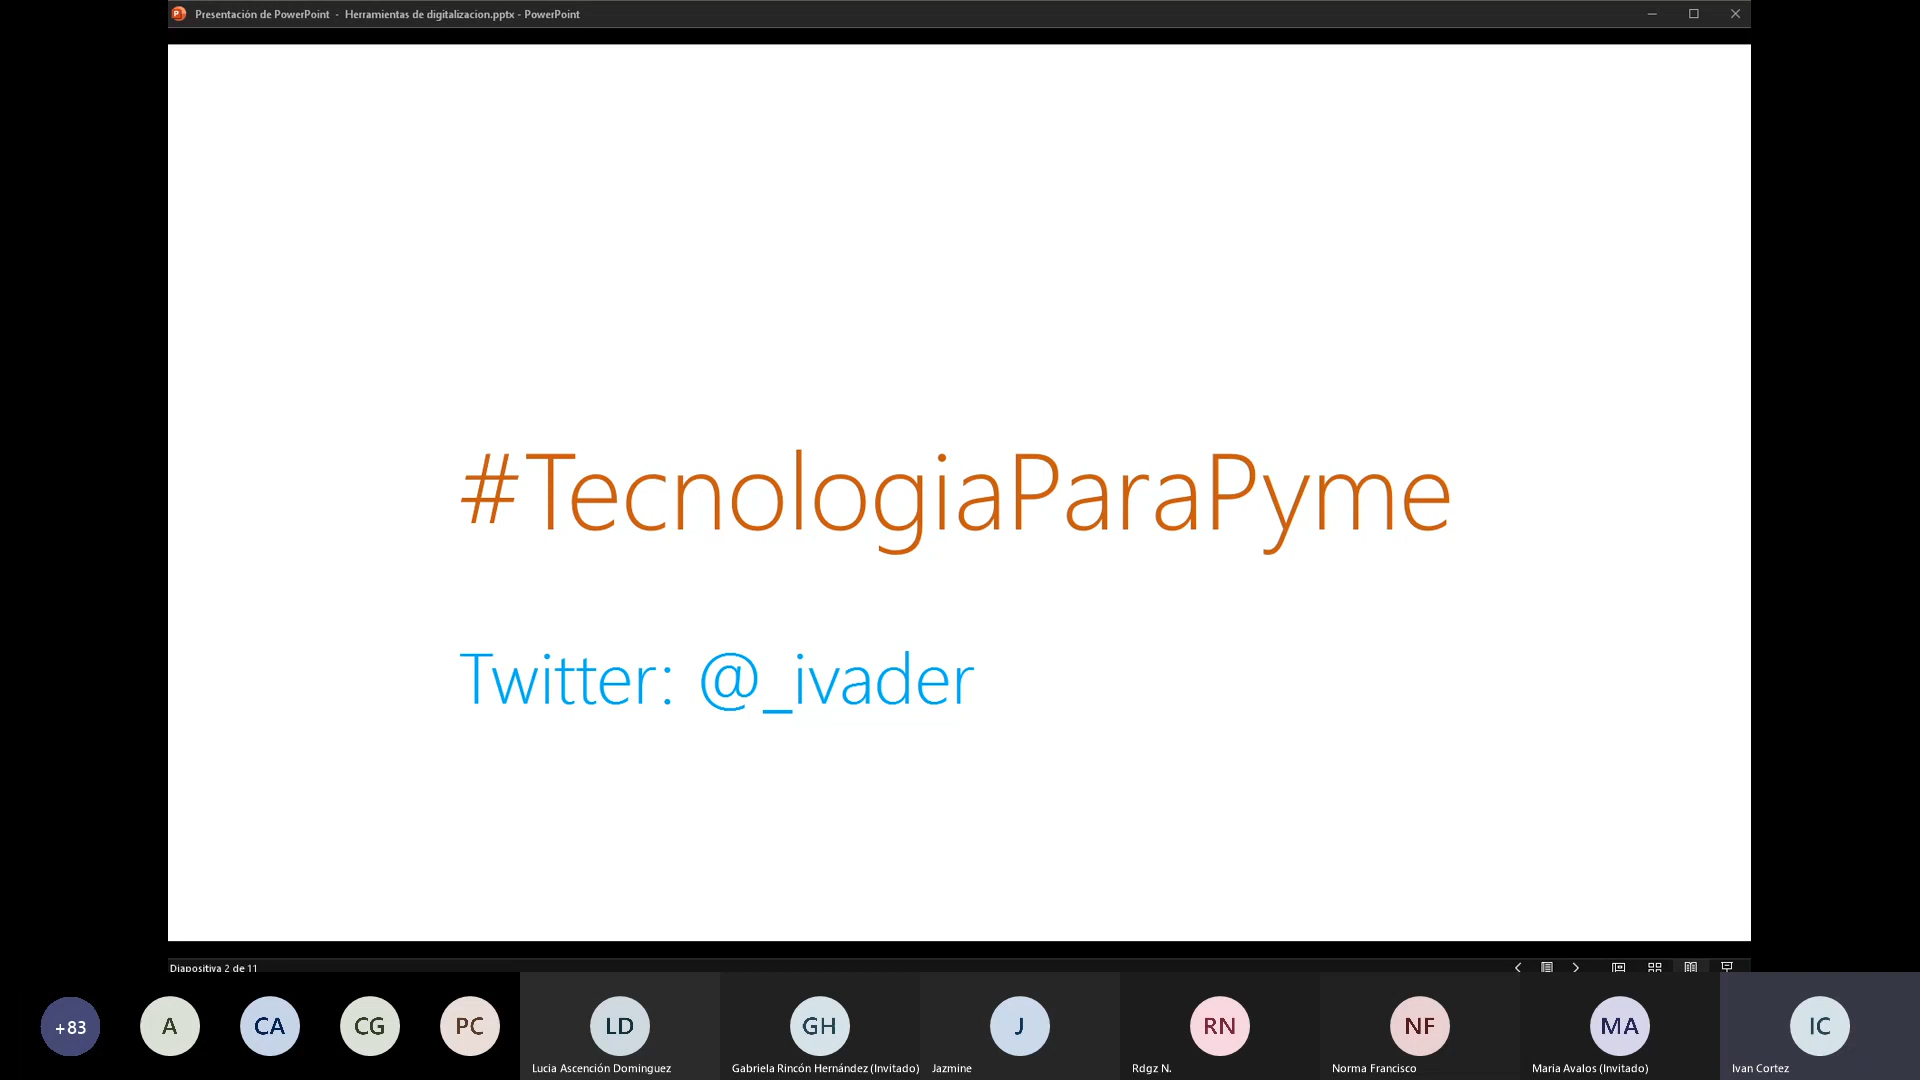 Presentación de PowerPoint - Herramientas de digitalizacion.pptx - PowerPoint
#TecnologiaParaPyme
Twitter: @_ivader
Diapositiva 2 de 11
+83
A
CA
CG
PC
LD
GH
J
RN
NF
MA
IC
Lucia Ascención Dominguez
Gabriela Rincón Hernández (Invitado)
Jazmine
Rdgz N.
Norma Francisco
Maria Avalos (Invitado)
Ivan Cortez